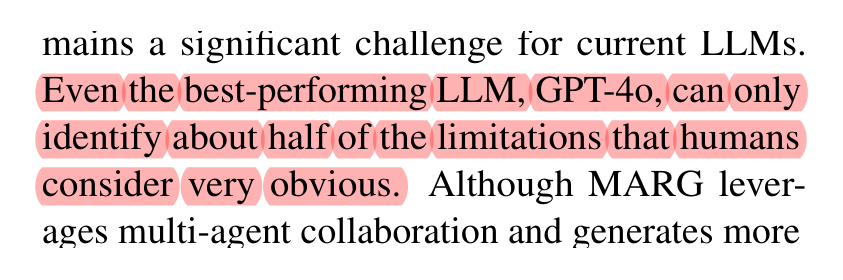 mains a significant challenge for current LLMs.
Even the best-performing LLM, GPT-4o, can only
identify about half of the limitations that humans
consider very obvious. Although MARG lever-
ages multi-agent collaboration and generates more